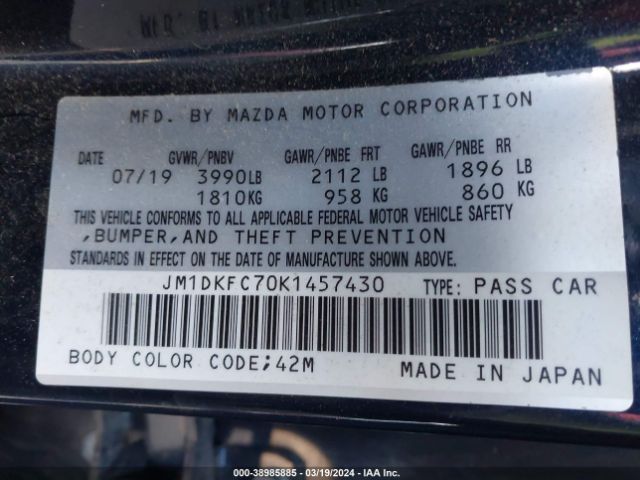 MFD. BY MAZDA MOTOR CORPORATION
DATE GVWR/PNBV GAWR/PNBE FRT GAWR/PNBE RR
07/19 3990LB 2112 LB 1896 LB
1810KG 958 KG 860 KG
THIS VEHICLE CONFORMS TO ALL APPLICABLE FEDERAL MOTOR VEHICLE SAFETY
,BUMPER,AND THEFT PREVENTION
STANDARDS IN EFFECT ON THE DATE OF MANUFACTURE SHOWN ABOVE.
JM1DKFC70K1457430 TYPE: PASS CAR
BODY COLOR CODE;42M MADE IN JAPAN
000-38985885 - 03/19/2024 - IAA Inc.